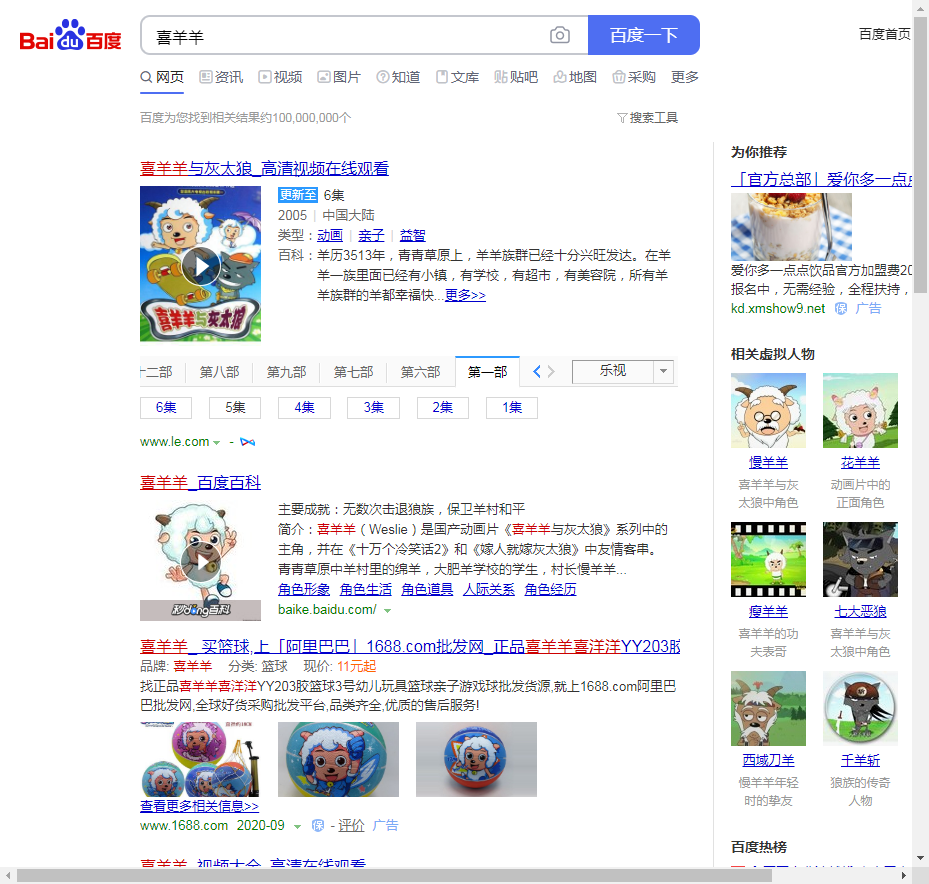 Bai du 百度
喜羊羊
百度一下
百度首页
网页 资讯 视频 图片 知道 文库 贴吧 地图 采购 更多
百度为您找到相关结果约100,000,000个
搜索工具
喜羊羊与灰太狼_高清视频在线观看
更新至 6集
2005 | 中国大陆
类型：动画 | 亲子 | 益智
百科：羊历3513年，青青草原上，羊羊族群已经十分兴旺发达。在羊
羊一族里面已经有小镇，有学校，有超市，有美容院，所有羊
羊族群的羊都幸福快...更多>>
喜羊羊与灰太狼
十二部 第八部 第九部 第七部 第六部 第一部 乐视
6集 5集 4集 3集 2集 1集
www.le.com -
喜羊羊_百度百科
主要成就：无数次击退狼族，保卫羊村和平
简介：喜羊羊（Weslie）是国产动画片《喜羊羊与灰太狼》系列中的
主角，并在《十万个冷笑话2》和《嫁人就嫁灰太狼》中友情客串。
青青草原中羊村里的绵羊，大肥羊学校的学生，村长慢羊羊...
角色形象 角色生活 角色道具 人际关系 角色经历
baike.baidu.com/
秒dong百科
喜羊羊_ 买篮球,上「阿里巴巴」1688.com批发网_正品喜羊羊喜洋洋YY203胶
品牌: 喜羊羊 分类: 篮球 现价: 11元起
找正品喜羊羊喜洋洋YY203胶篮球3号幼儿玩具篮球亲子游戏球批发货源,就上1688.com阿里巴
巴批发网,全球好货采购批发平台,品类齐全,优质的售后服务!
查看更多相关信息>>
www.1688.com 2020-09 保 - 评价 广告
喜羊羊_视频大全_高清在线观看
为你推荐
「官方总部」爱你多一点点
爱你多一点点饮品官方加盟费20
报名中，无需经验，全程扶持，
kd.xmshow9.net 保 广告
相关虚拟人物
慢羊羊 花羊羊
喜羊羊与灰
太狼中角色
动画片中的
正面角色
瘦羊羊 七大恶狼
喜羊羊的功
夫表哥
喜羊羊与灰
太狼中角色
西域刀羊 千羊斩
慢羊羊年轻
时的挚友
狼族的传奇
人物
百度热榜